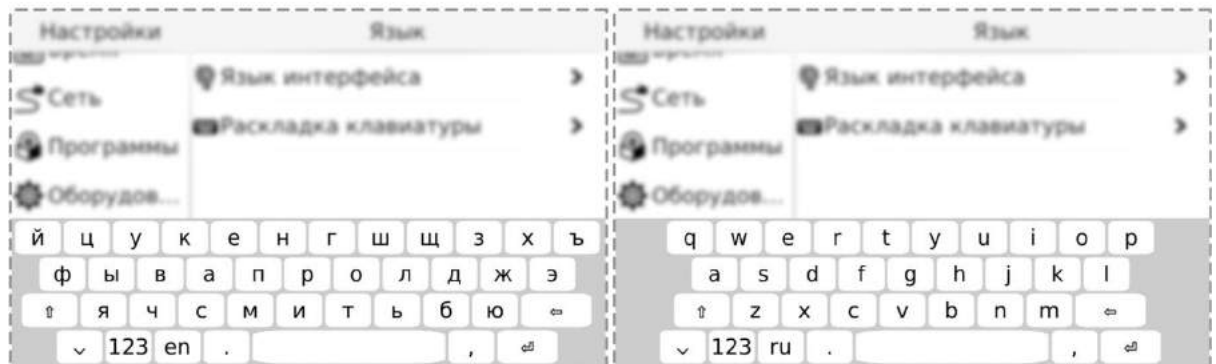 Настройки Язык
Время
Сеть
Язык интерфейса
Программы
Раскладка клавиатуры
Оборудов...
й ц у к е н г ш щ з х ъ
ф ы в а п р о л д ж э
⇧ я ч с м и т ь б ю ⇦
⌄ 123 en . , ⏎
Настройки Язык
Сеть
Язык интерфейса
Программы
Раскладка клавиатуры
Оборудов...
q w e r t y u i o p
a s d f g h j k l
⇧ z x c v b n m ⇦
⌄ 123 ru . , ⏎